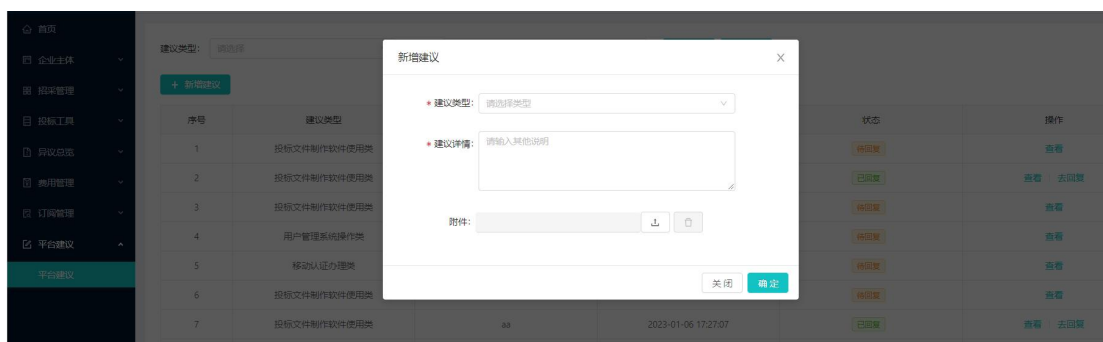 首页
企业主体
招采管理
投标工具
异议总览
费用管理
订阅管理
平台建议
平台建议
建议类型: 请选择
+ 新增建议
序号 建议类型 状态 操作
1 投标文件制作软件使用类 待回复 查看
2 投标文件制作软件使用类 已回复 查看 去回复
3 投标文件制作软件使用类 待回复 查看
4 用户管理系统操作类 待回复 查看
5 移动认证办理类 待回复 查看
6 投标文件制作软件使用类 待回复 查看
7 投标文件制作软件使用类 aa 2023-01-06 17:27:07 已回复 查看 去回复
新增建议
* 建议类型: 请选择类型
* 建议详情: 请输入其他说明
附件:
关闭 确定